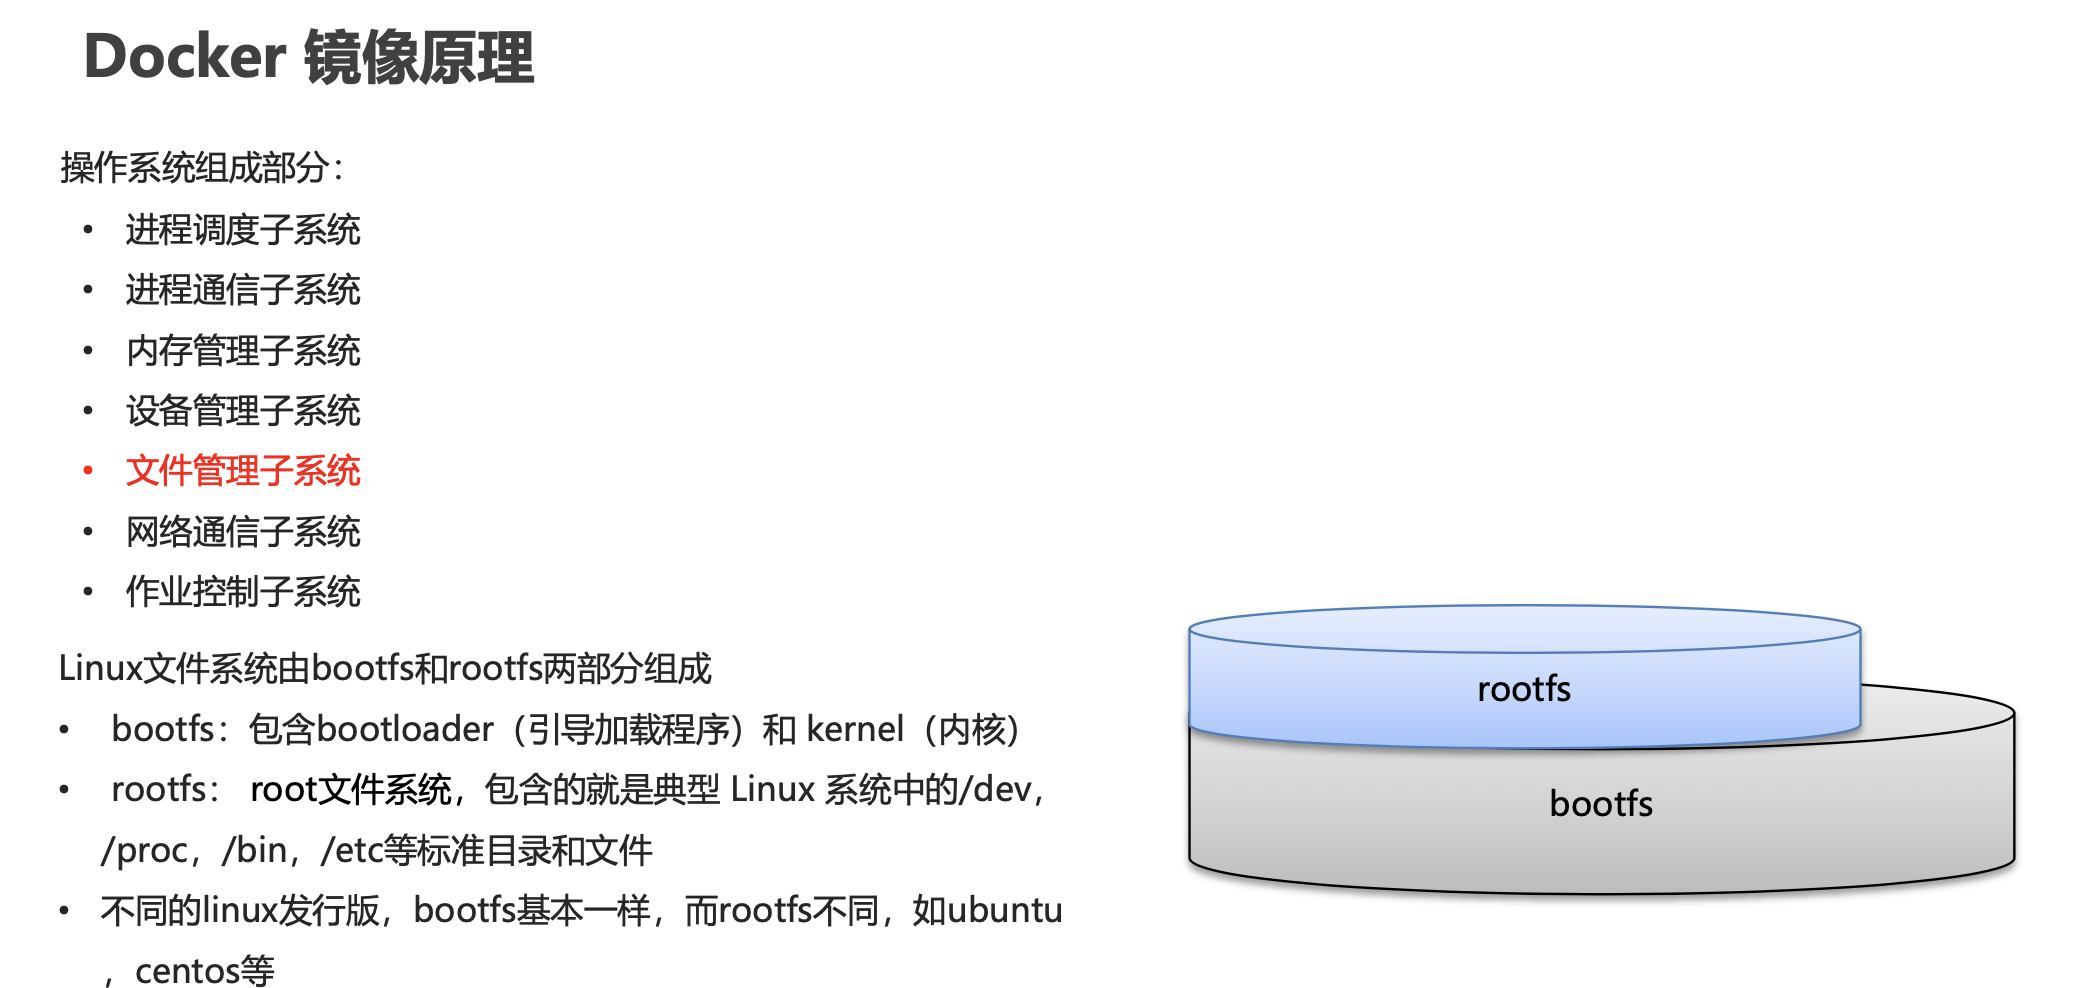 Docker 镜像原理
操作系统组成部分：
• 进程调度子系统
• 进程通信子系统
• 内存管理子系统
• 设备管理子系统
• 文件管理子系统
• 网络通信子系统
• 作业控制子系统
Linux文件系统由bootfs和rootfs两部分组成
• bootfs：包含bootloader（引导加载程序）和 kernel（内核）
• rootfs： root文件系统，包含的就是典型 Linux 系统中的/dev，
/proc，/bin，/etc等标准目录和文件
• 不同的linux发行版，bootfs基本一样，而rootfs不同，如ubuntu
，centos等
rootfs
bootfs